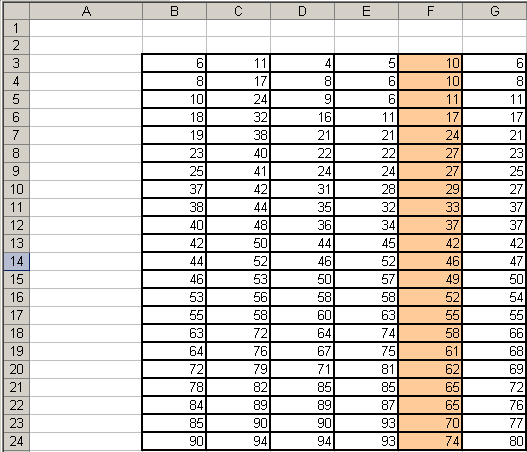 A B C D E F G
1
2
3 6 11 4 5 10 6
4 8 17 8 6 10 8
5 10 24 9 6 11 11
6 18 32 16 11 17 17
7 19 38 21 21 24 21
8 23 40 22 22 27 23
9 25 41 24 24 27 25
10 37 42 31 28 29 27
11 38 44 35 32 33 37
12 40 48 36 34 37 37
13 42 50 44 45 42 42
14 44 52 46 52 46 47
15 46 53 50 57 49 50
16 53 56 58 58 52 54
17 55 58 60 63 55 55
18 63 72 64 74 58 66
19 64 76 67 75 61 68
20 72 79 71 81 62 69
21 78 82 85 85 65 72
22 84 89 89 87 65 76
23 85 90 90 93 70 77
24 90 94 94 93 74 80